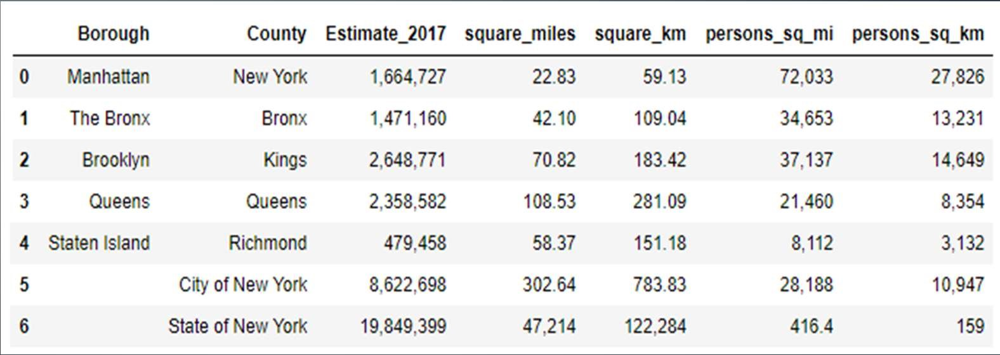 Borough County Estimate_2017 square_miles square_km persons_sq_mi persons_sq_km
0 Manhattan New York 1,664,727 22.83 59.13 72,033 27,826
1 The Bronx Bronx 1,471,160 42.10 109.04 34,653 13,231
2 Brooklyn Kings 2,648,771 70.82 183.42 37,137 14,649
3 Queens Queens 2,358,582 108.53 281.09 21,460 8,354
4 Staten Island Richmond 479,458 58.37 151.18 8,112 3,132
5 City of New York 8,622,698 302.64 783.83 28,188 10,947
6 State of New York 19,849,399 47,214 122,284 416.4 159